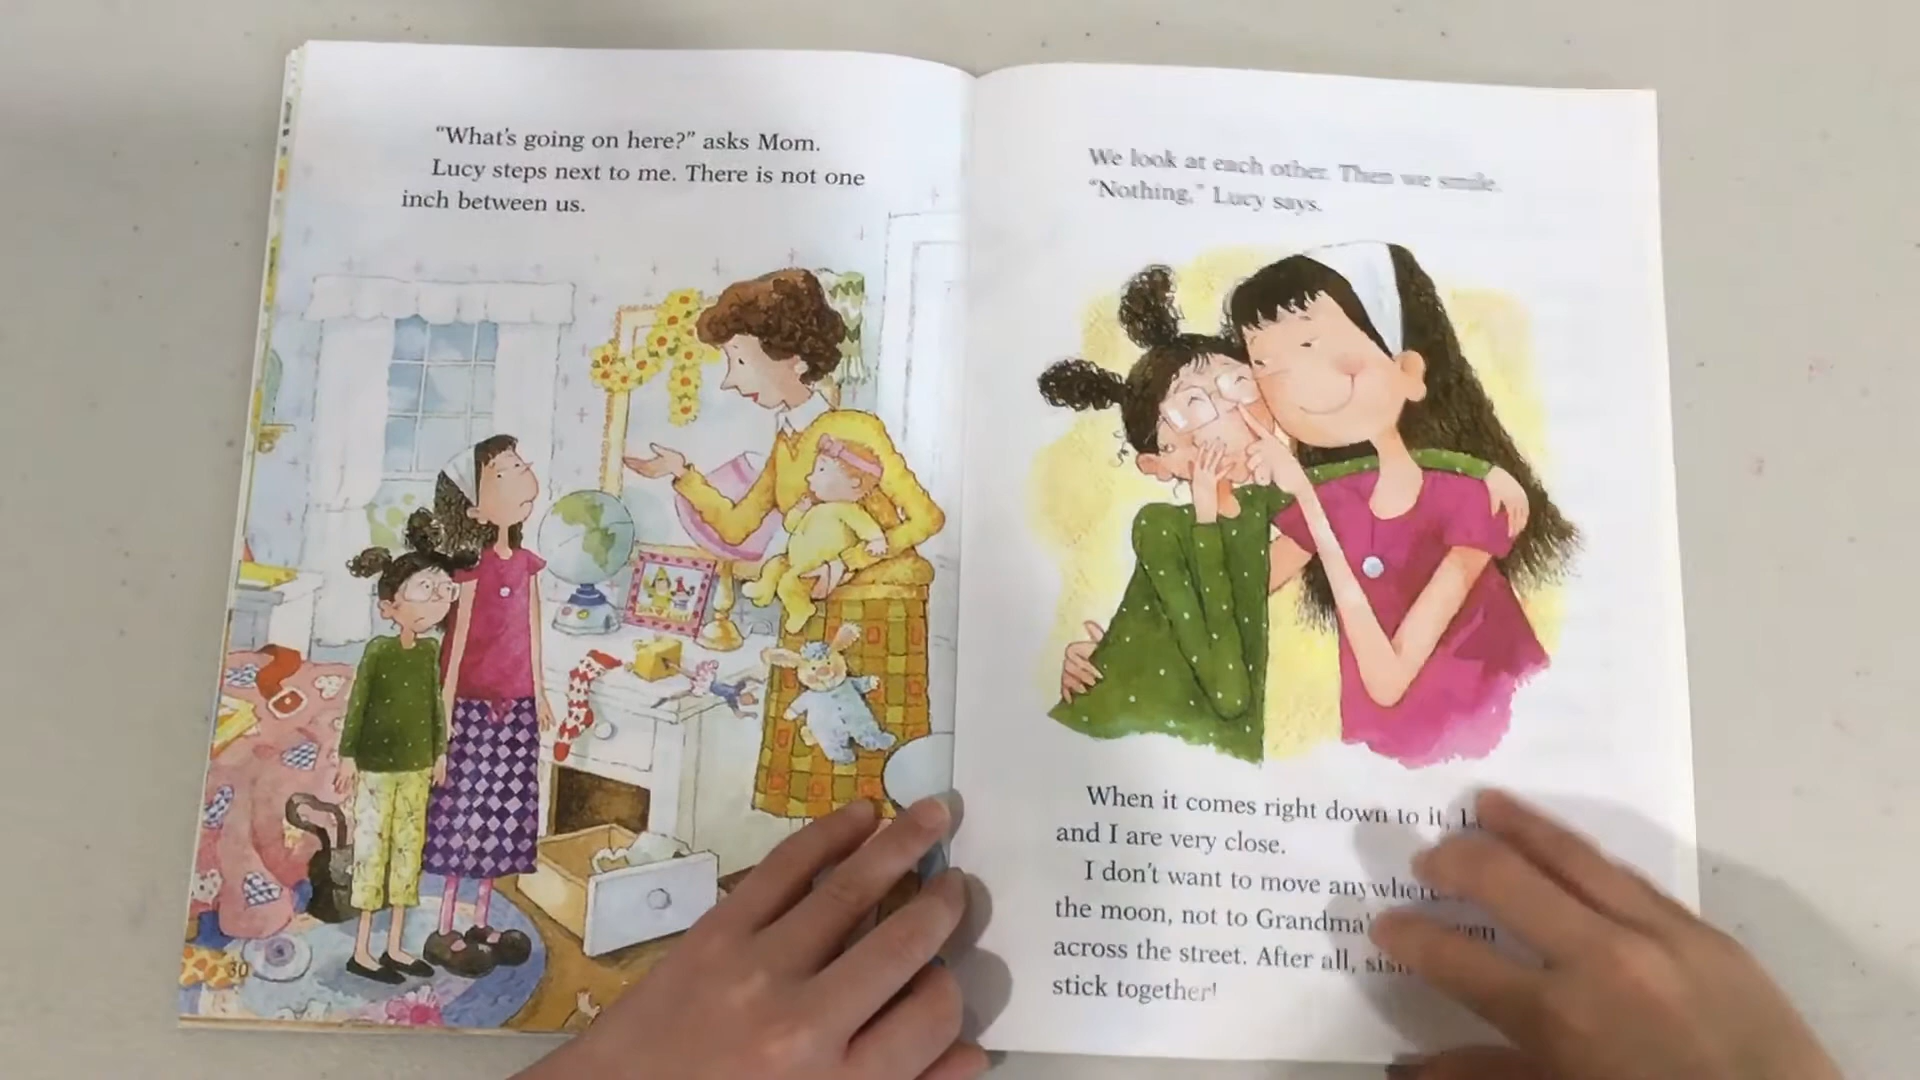 “What's going on here?” asks Mom.
Lucy steps next to me. There is not one
inch between us.
30
We look at each other. Then we smile.
“Nothing,” Lucy says.
When it comes right down to it,
and I are very close.
I don't want to move anywhere
the moon, not to Grandma's
across the street. After all,
stick together!